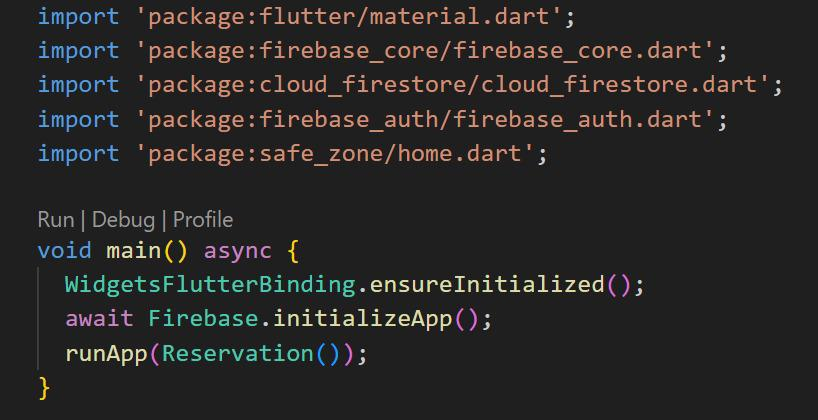 import 'package:flutter/material.dart';
import 'package:firebase_core/firebase_core.dart';
import 'package:cloud_firestore/cloud_firestore.dart';
import 'package:firebase_auth/firebase_auth.dart';
import 'package:safe_zone/home.dart';
Run | Debug | Profile
void main() async {
  WidgetsFlutterBinding.ensureInitialized();
  await Firebase.initializeApp();
  runApp(Reservation());
}